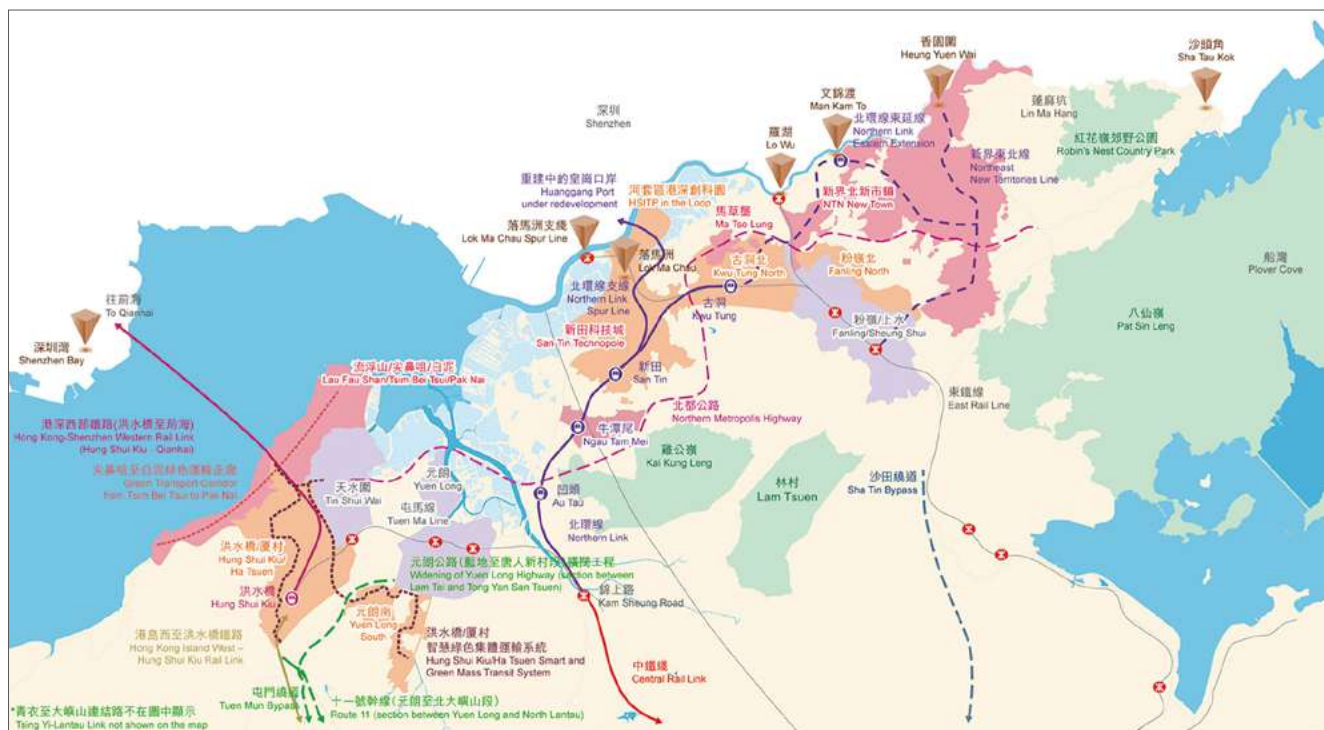 香園圍
Heung Yuen Wai
沙頭角
Sha Tau Kok
文錦渡
Man Kam To
蓮麻坑
Lin Ma Hang
深圳
Shenzhen
羅湖
Lo Wu
北環線東延線
Northern Link
Eastern Extension
紅花嶺郊野公園
Robin's Nest Country Park
新界東北線
Northeast
New Territories Line
重建中的皇崗口岸
Huanggang Port
under redevelopment
河套區港深創科園
HSITP in the Loop
新界北新市鎮
NTN New Town
馬草壟
Ma Tso Lung
落馬洲支綫
Lok Ma Chau Spur Line
落馬洲
Lok Ma Chau
古洞北
Kwu Tung North
粉嶺北
Fanling North
船灣
Plover Cove
北環線支線
Northern Link
Spur Line
古洞
Kwu Tung
往前海
To Qianhai
八仙嶺
Pat Sin Leng
新田科技城
San Tin Technopole
粉嶺/上水
Fanling/Sheung Shui
深圳灣
Shenzhen Bay
流浮山/尖鼻咀/白泥
Lau Fau Shan/Tsim Bei Tsui/Pak Nai
新田
San Tin
東鐵線
East Rail Line
北都公路
Northern Metropolis Highway
港深西部鐵路(洪水橋至前海)
Hong Kong-Shenzhen Western Rail Link
(Hung Shui Kiu - Qianhai)
牛潭尾
Ngau Tam Mei
雞公嶺
Kai Kung Leng
尖鼻咀至白泥綠色運輸走廊
Green Transport Corridor
from Tsim Bei Tsui to Pak Nai
元朗
Yuen Long
天水圍
Tin Shui Wai
林村
Lam Tsuen
沙田繞道
Sha Tin Bypass
凹頭
Au Tau
屯馬線
Tuen Ma Line
北環線
Northern Link
洪水橋/厦村
Hung Shui Kiu/
Ha Tsuen
元朗公路(藍地至唐人新村段)擴闊工程
Widening of Yuen Long Highway (section between
Lam Tei and Tong Yan San Tsuen)
洪水橋
Hung Shui Kiu
錦上路
Kam Sheung Road
元朗南
Yuen Long
South
港島西至洪水橋鐵路
Hong Kong Island West –
Hung Shui Kiu Rail Link
洪水橋/厦村
智慧綠色集體運輸系統
Hung Shui Kiu/Ha Tsuen Smart and
Green Mass Transit System
中鐵綫
Central Rail Link
屯門繞道
Tuen Mun Bypass
十一號幹線(元朗至北大嶼山段)
Route 11 (section between Yuen Long and North Lantau)
*青衣至大嶼山連結路不在圖中顯示
Tsing Yi-Lantau Link not shown on the map